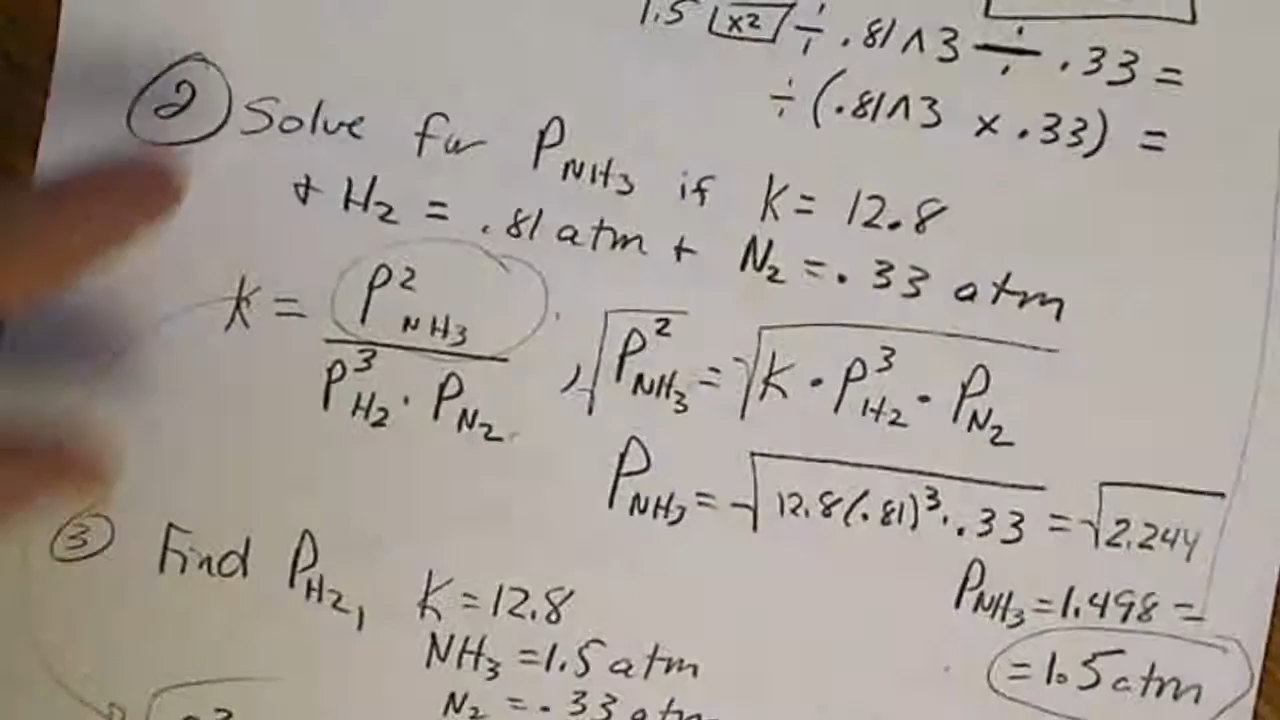 1.5 x2 ÷ .81^3 ÷ .33 =
÷ (.81^3 x .33) =
② Solve for P_NH3 if K = 12.8
+ H2 = .81 atm + N2 = .33 atm
K = P²_NH3 / P³_H2 · P_N2
√P²_NH3 = √K · P³_H2 · P_N2
P_NH3 = √12.8(.81)³ · .33 = √2.244
P_NH3 = 1.498 =
= 1.5 atm
③ Find P_H2, K = 12.8
NH3 = 1.5 atm
N2 = .33 atm